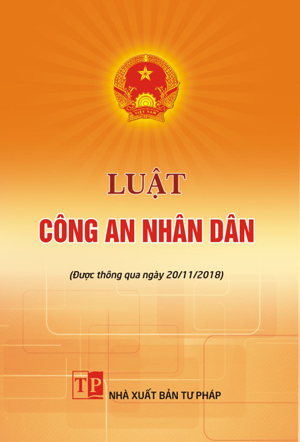 LUẬT
CÔNG AN NHÂN DÂN
(Được thông qua ngày 20/11/2018)
TP NHÀ XUẤT BẢN TƯ PHÁP